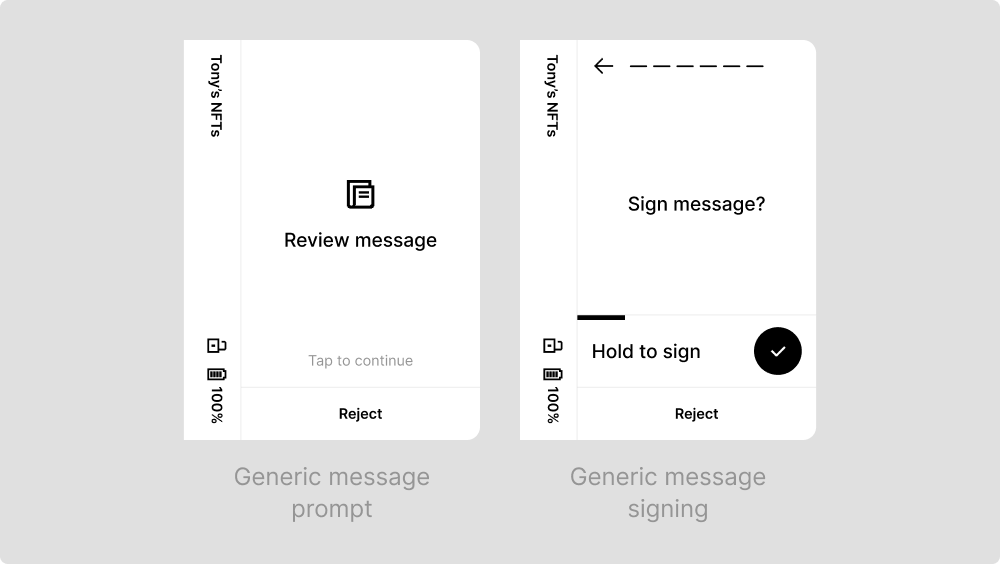 Tony's NFTs
100%
Review message
Tap to continue
Reject
Generic message
prompt
Tony's NFTs
100%
Sign message?
Hold to sign
Reject
Generic message
signing